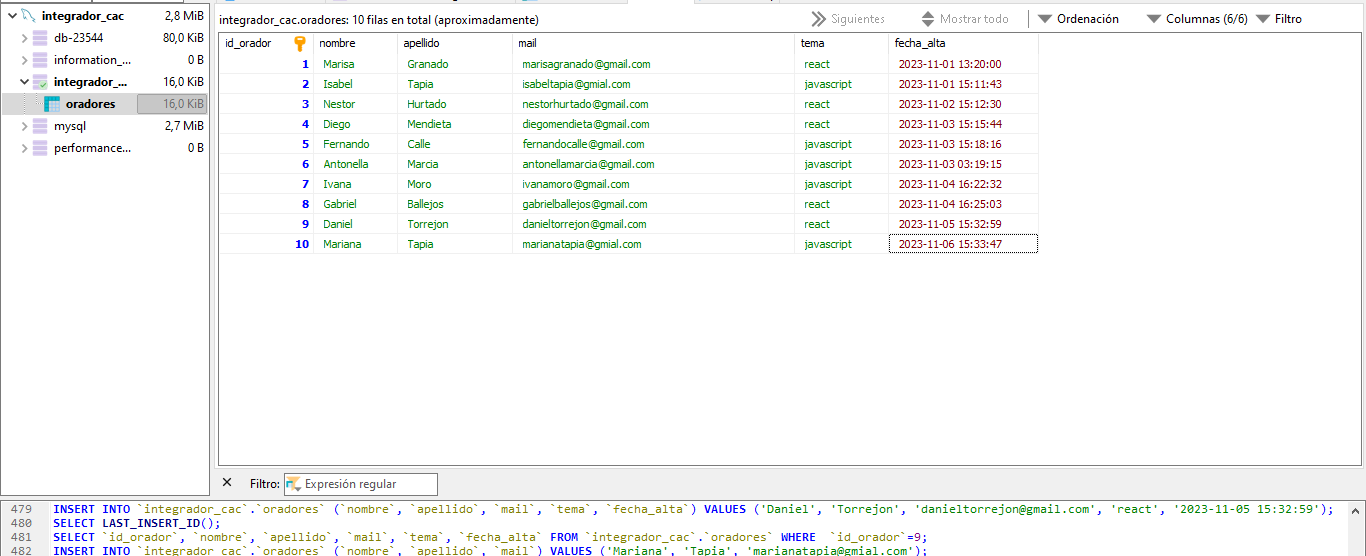 integrador_cac 2,8 MiB
db-23544 80,0 KiB
information_... 0 B
integrador_... 16,0 KiB
oradores 16,0 KiB
mysql 2,7 MiB
performance... 0 B
integrador_cac.oradores: 10 filas en total (aproximadamente) Siguientes Mostrar todo Ordenación Columnas (6/6) Filtro
id_orador nombre apellido mail tema fecha_alta
1 Marisa Granado marisagranado@gmail.com react 2023-11-01 13:20:00
2 Isabel Tapia isabeltapia@gmial.com javascript 2023-11-01 15:11:43
3 Nestor Hurtado nestorhurtado@gmail.com react 2023-11-02 15:12:30
4 Diego Mendieta diegomendieta@gmail.com react 2023-11-03 15:15:44
5 Fernando Calle fernandocalle@gmail.com javascript 2023-11-03 15:18:16
6 Antonella Marcia antonellamarcia@gmail.com javascript 2023-11-03 03:19:15
7 Ivana Moro ivanamoro@gmail.com javascript 2023-11-04 16:22:32
8 Gabriel Ballejos gabrielballejos@gmail.com react 2023-11-04 16:25:03
9 Daniel Torrejon danieltorrejon@gmail.com react 2023-11-05 15:32:59
10 Mariana Tapia marianatapia@gmial.com javascript 2023-11-06 15:33:47
Filtro: Expresión regular
479 INSERT INTO `integrador_cac`.`oradores` (`nombre`, `apellido`, `mail`, `tema`, `fecha_alta`) VALUES ('Daniel', 'Torrejon', 'danieltorrejon@gmail.com', 'react', '2023-11-05 15:32:59');
480 SELECT LAST_INSERT_ID();
481 SELECT `id_orador`, `nombre`, `apellido`, `mail`, `tema`, `fecha_alta` FROM `integrador_cac`.`oradores` WHERE  `id_orador`=9;
482 INSERT INTO `integrador_cac`.`oradores` (`nombre`, `apellido`, `mail`) VALUES ('Mariana', 'Tapia', 'marianatapia@gmial.com');